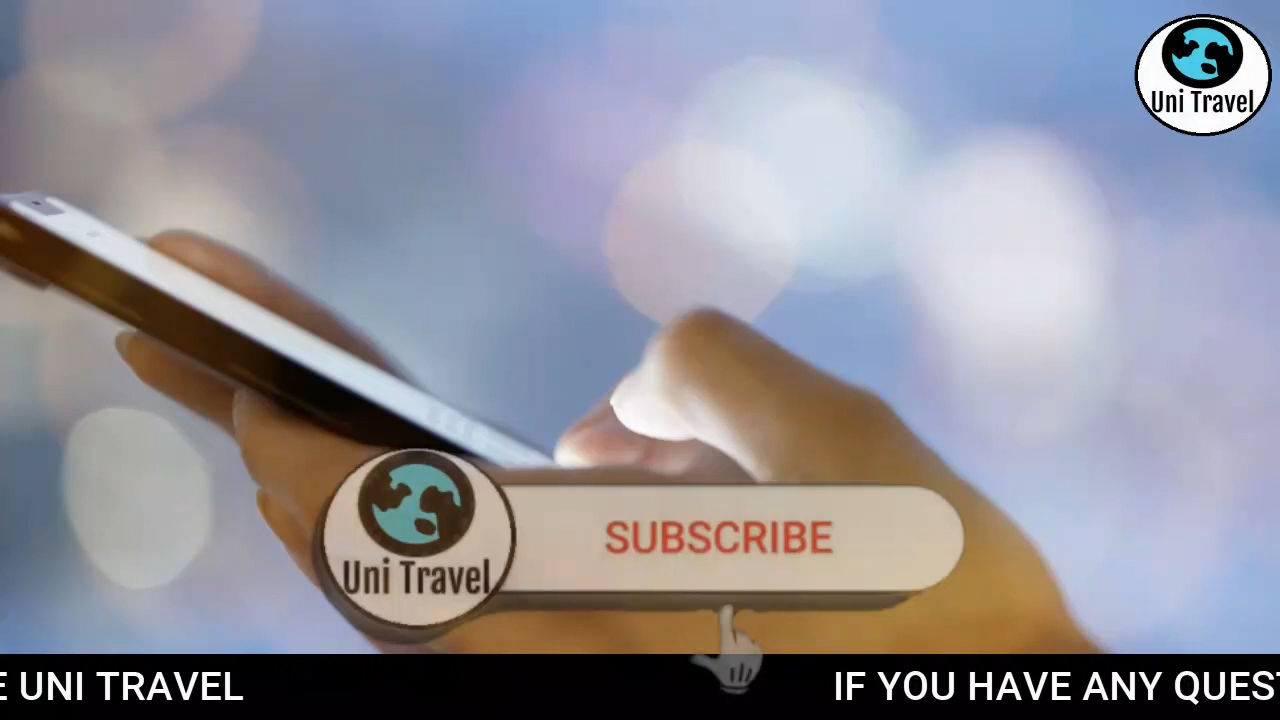 Uni Travel
SUBSCRIBE
Uni Travel
E UNI TRAVEL
IF YOU HAVE ANY QUEST